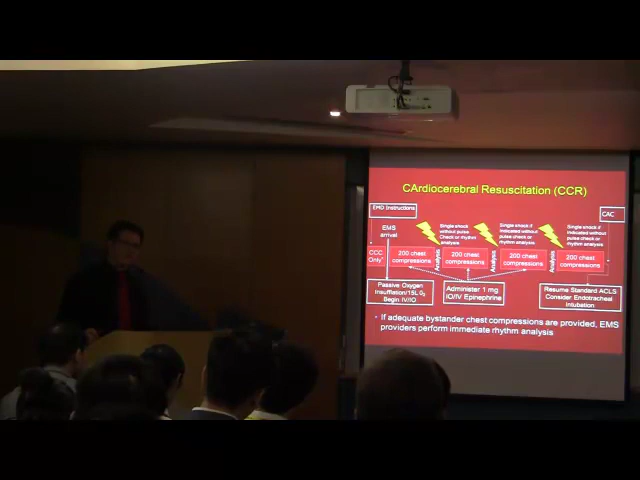 CArdiocerebral Resuscitation (CCR)
EMD Instructions
CAC
EMS
arrival
Single shock
without pulse
Check or rhythm
analysis
Single shock if
indicated without
pulse check or
rhythm analysis
Single shock if
indicated without
pulse check or
rhythm analysis
CCC
Only
200 chest
compressions
Analysis
200 chest
compressions
Analysis
200 chest
compressions
Analysis
200 chest
compressions
Passive Oxygen
Insufflation/15L 02
Begin IV/IO
Administer 1 mg
IO/IV Epinephrine
Resume Standard ACLS
Consider Endotracheal
Intubation
• If adequate bystander chest compressions are provided, EMS
providers perform immediate rhythm analysis